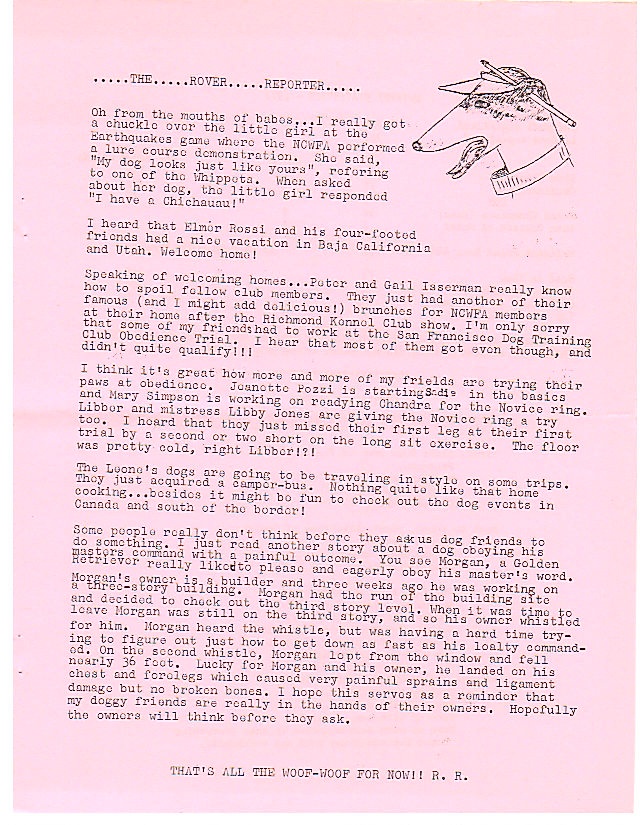 .....THE.....ROVER.....REPORTER.....
Oh from the mouths of babes...I really got
a chuckle over the little girl at the
Earthquakes game where the NCWFA performed
a lure course demonstration. She said,
"My dog looks just like yours", refering
to one of the Whippets. When asked
about her dog, the little girl responded
"I have a Chichauau!"
I heard that Elmer Rossi and his four-footed
friends had a nice vacation in Baja California
and Utah. Welcome home!
Speaking of welcoming homes...Peter and Gail Isserman really know
how to spoil fellow club members. They just had another of their
famous (and I might add delicious!) brunches for NCWFA members
at their home after the Richmond Kennel Club show. I'm only sorry
that some of my friends had to work at the San Francisco Dog Training
Club Obedience Trial. I hear that most of them got even though, and
didn't quite qualify!!!
I think it's great how more and more of my frields are trying their
paws at obedience. Jeanette Pozzi is starting Sadie in the basics
and Mary Simpson is working on readying Chandra for the Novice ring.
Libber and mistress Libby Jones are giving the Novice ring a try
too. I heard that they just missed their first leg at their first
trial by a second or two short on the long sit exercise. The floor
was pretty cold, right Libber!?!
The Leone's dogs are going to be traveling in style on some trips.
They just acquired a camper-bus. Nothing quite like that home
cooking...besides it might be fun to check out the dog events in
Canada and south of the border!
Some people really don't think before they ask us dog friends to
do something. I just read another story about a dog obeying his
masters command with a painful outcome. You see Morgan, a Golden
Retriever really liked to please and eagerly obey his master's word.
Morgan's owner is a builder and three weeks ago he was working on
a three-story building. Morgan had the run of the building site
and decided to check out the third story level. When it was time to
leave Morgan was still on the third story, and so his owner whistled
for him. Morgan heard the whistle, but was having a hard time try-
ing to figure out just how to get down as fast as his loalty command-
ed. On the second whistle, Morgan lept from the window and fell
nearly 36 feet. Lucky for Morgan and his owner, he landed on his
chest and forelegs which caused very painful sprains and ligament
damage but no broken bones. I hope this serves as a reminder that
my doggy friends are really in the hands of their owners. Hopefully
the owners will think before they ask.
THAT'S ALL THE WOOF-WOOF FOR NOW!! R. R.